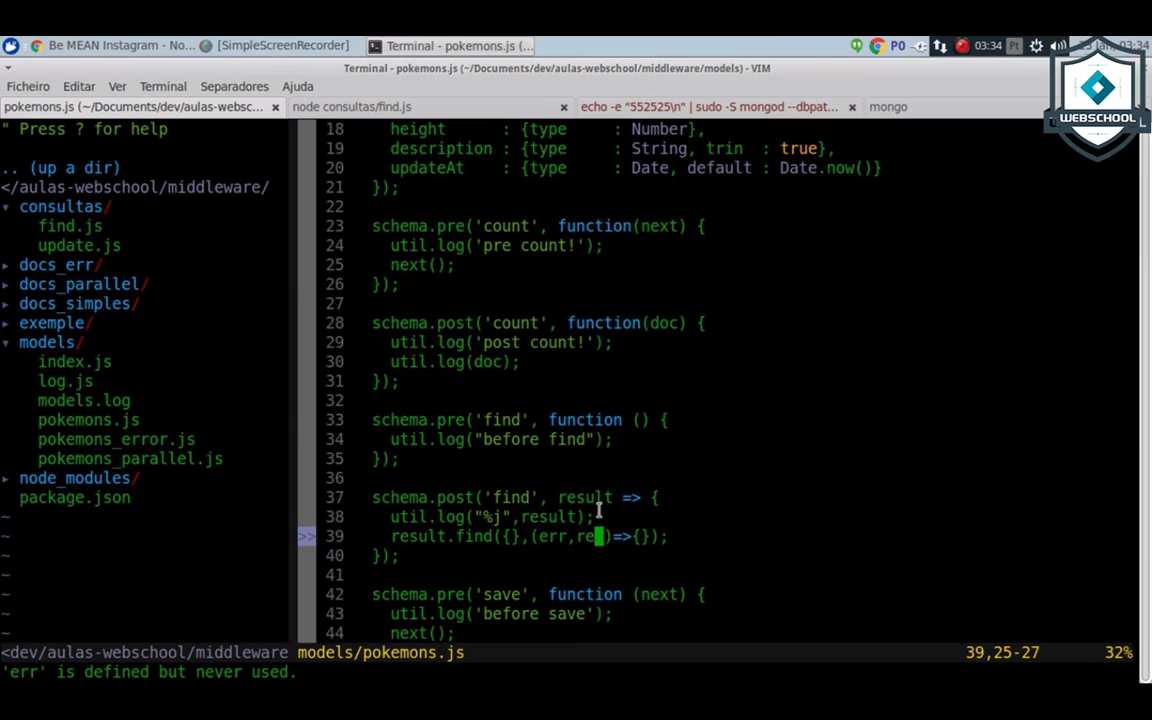 Be MEAN Instagram - No...
[SimpleScreenRecorder]
Terminal - pokemons.js (...
PO
03:34
Pt
03:34
Terminal - pokemons.js (~/Documents/dev/aulas-webschool/middleware/models) - VIM
Ficheiro Editar Ver Terminal Separadores Ajuda
pokemons.js (~/Documents/dev/aulas-websc...
node consultas/find.js
echo -e "552525\n" | sudo -S mongod --dbpat...
mongo
WEBSCHOOL
" Press ? for help
.. (up a dir)
</aulas-webschool/middleware/
▾ consultas/
find.js
update.js
▸ docs_err/
▸ docs_parallel/
▸ docs_simples/
▸ exemple/
▾ models/
index.js
log.js
models.log
pokemons.js
pokemons_error.js
pokemons_parallel.js
▸ node_modules/
package.json
~
~
~
~
~
~
~
18 height : {type : Number},
19 description : {type : String, trin : true},
20 updateAt : {type : Date, default : Date.now()}
21 });
22
23 schema.pre('count', function(next) {
24 util.log('pre count!');
25 next();
26 });
27
28 schema.post('count', function(doc) {
29 util.log('post count!');
30 util.log(doc);
31 });
32
33 schema.pre('find', function () {
34 util.log("before find");
35 });
36
37 schema.post('find', result => {
38 util.log("%j",result);
>> 39 result.find({},(err,re )=>{});
40 });
41
42 schema.pre('save', function (next) {
43 util.log('before save');
44 next();
<dev/aulas-webschool/middleware models/pokemons.js 39,25-27 32%
'err' is defined but never used.